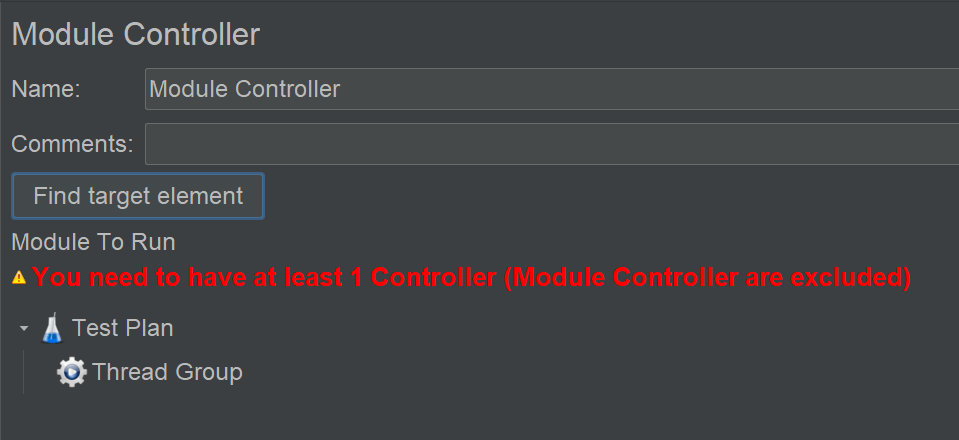 Module Controller
Name: Module Controller
Comments:
Find target element
Module To Run
You need to have at least 1 Controller (Module Controller are excluded)
Test Plan
Thread Group